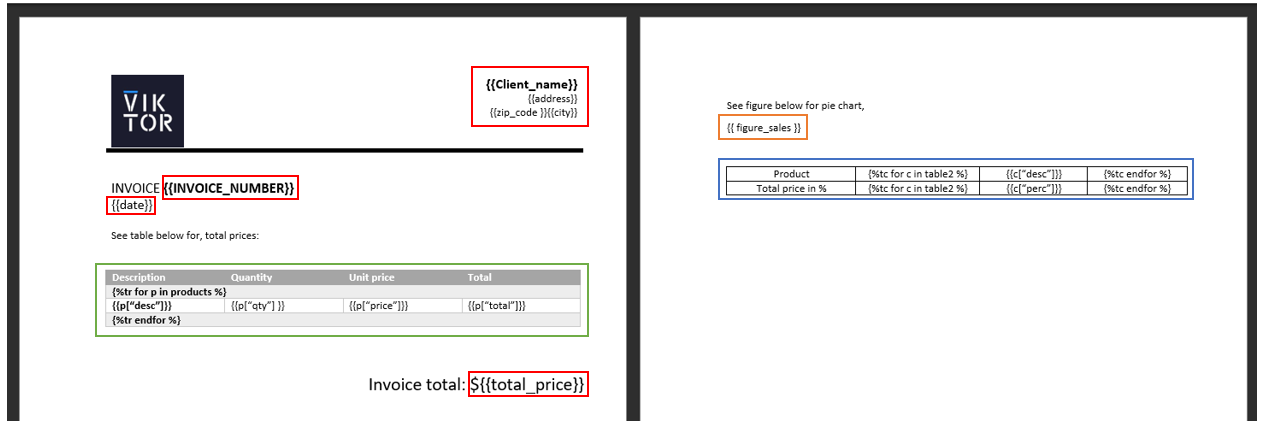 VIK
TOR
{{Client_name}}
{{address}}
{{zip_code }}{{city}}
INVOICE {{INVOICE_NUMBER}}
{{date}}
See table below for, total prices:
Description Quantity Unit price Total
{%tr for p in products %}
{{p[“desc”]}} {{p[“qty”] }} {{p[“price”]}} {{p[“total”]}}
{%tr endfor %}
Invoice total: ${{total_price}}
See figure below for pie chart,
{{ figure_sales }}
Product {%tc for c in table2 %} {{c[“desc”]}} {%tc endfor %}
Total price in % {%tc for c in table2 %} {{c[“perc”]}} {%tc endfor %}